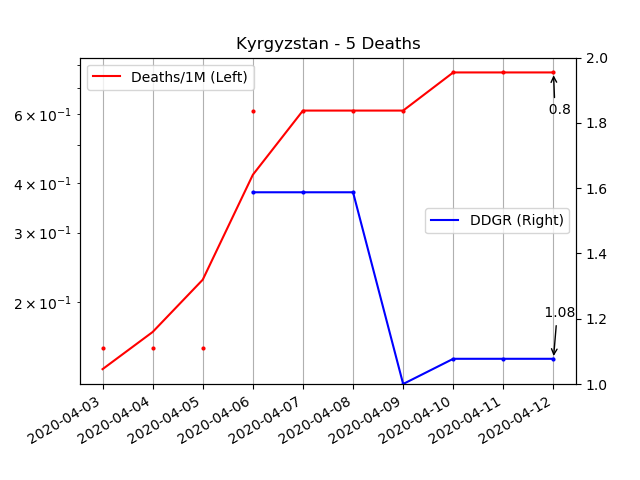 Kyrgyzstan - 5 Deaths
Deaths/1M (Left)
DDGR (Right)
6 × 10⁻¹
4 × 10⁻¹
3 × 10⁻¹
2 × 10⁻¹
2.0
1.8
1.6
1.4
1.2
1.0
0.8
1.08
2020-04-03
2020-04-04
2020-04-05
2020-04-06
2020-04-07
2020-04-08
2020-04-09
2020-04-10
2020-04-11
2020-04-12